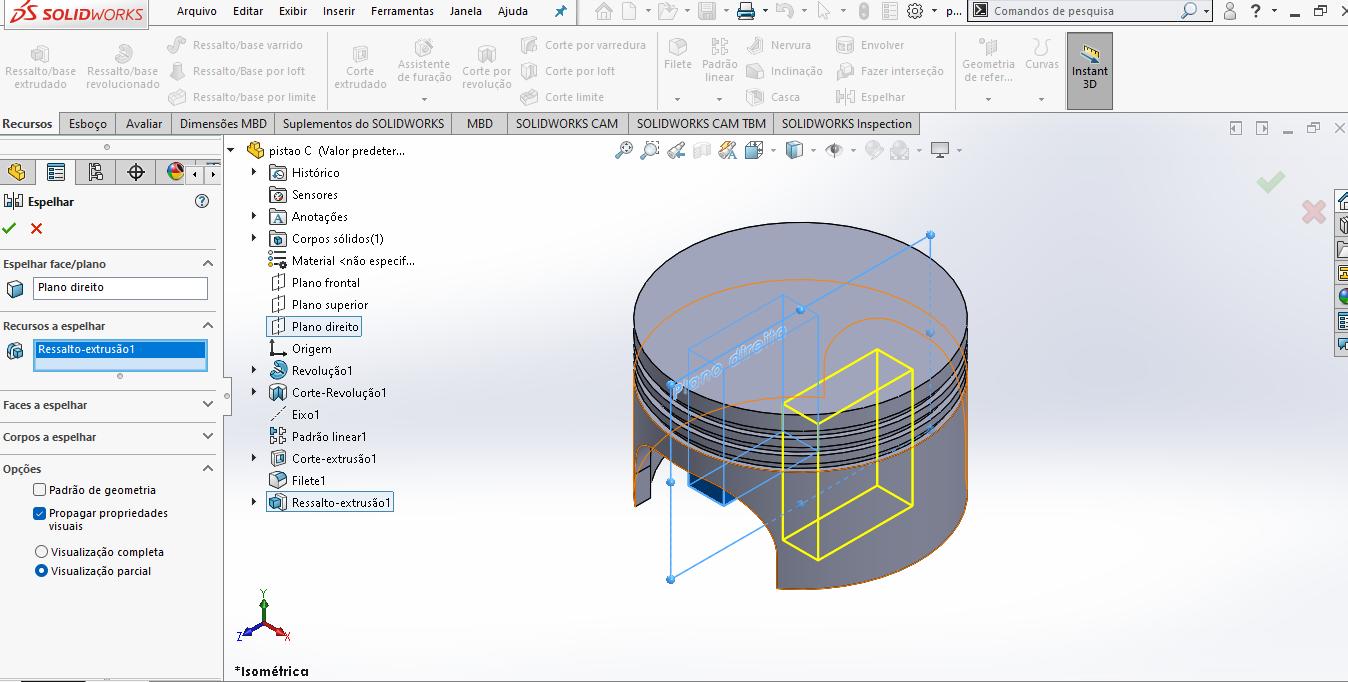 SOLIDWORKS
Arquivo Editar Exibir Inserir Ferramentas Janela Ajuda
p...
Comandos de pesquisa
Ressalto/base extrudado
Ressalto/base revolucionado
Ressalto/base varrido
Ressalto/Base por loft
Ressalto/base por limite
Corte extrudado
Assistente de furação
Corte por revolução
Corte por varredura
Corte por loft
Corte limite
Filete
Padrão linear
Nervura
Inclinação
Casca
Envolver
Fazer interseção
Espelhar
Geometria de refer...
Curvas
Instant 3D
Recursos Esboço Avaliar Dimensões MBD Suplementos do SOLIDWORKS MBD SOLIDWORKS CAM SOLIDWORKS CAM TBM SOLIDWORKS Inspection
Espelhar
Espelhar face/plano
Plano direito
Recursos a espelhar
Ressalto-extrusão1
Faces a espelhar
Corpos a espelhar
Opções
Padrão de geometria
Propagar propriedades
visuais
Visualização completa
Visualização parcial
pistao C (Valor predeter...
Histórico
Sensores
Anotações
Corpos sólidos(1)
Material <não especif...
Plano frontal
Plano superior
Plano direito
Origem
Revolução1
Corte-Revolução1
Eixo1
Padrão linear1
Corte-extrusão1
Filete1
Ressalto-extrusão1
Plano direito
Y
Z X
*Isométrica